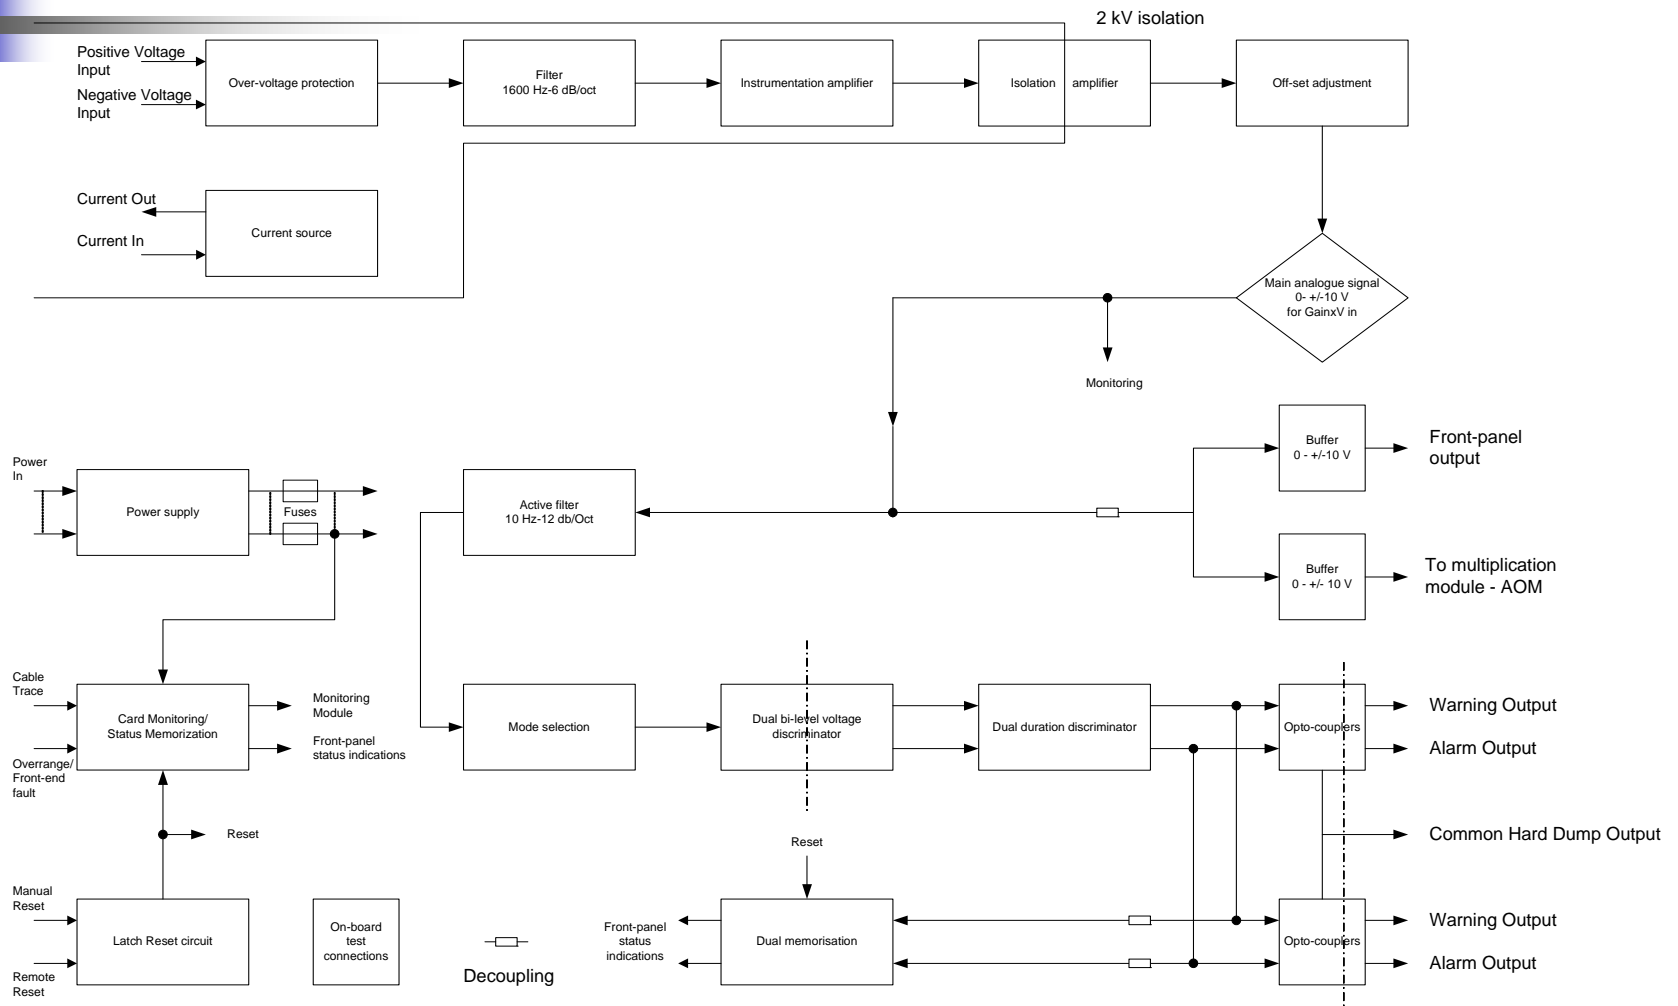 2 kV isolation
Positive Voltage
Input
Negative Voltage
Input
Over-voltage protection
Filter
1600 Hz-6 dB/oct
Instrumentation amplifier
Isolation amplifier
Off-set adjustment
Current Out
Current In
Current source
Main analogue signal
0- +/-10 V
for GainxV in
Monitoring
Power
In
Power supply
Fuses
Active filter
10 Hz-12 db/Oct
Buffer
0 - +/-10 V
Front-panel
output
Buffer
0 - +/- 10 V
To multiplication
module - AOM
Cable
Trace
Overrange/
Front-end
fault
Card Monitoring/
Status Memorization
Monitoring
Module
Front-panel
status indications
Mode selection
Dual bi-level voltage
discriminator
Dual duration discriminator
Opto-couplers
Warning Output
Alarm Output
Reset
Reset
Common Hard Dump Output
Manual
Reset
Remote
Reset
Latch Reset circuit
On-board
test
connections
Decoupling
Front-panel
status
indications
Dual memorisation
Opto-couplers
Warning Output
Alarm Output